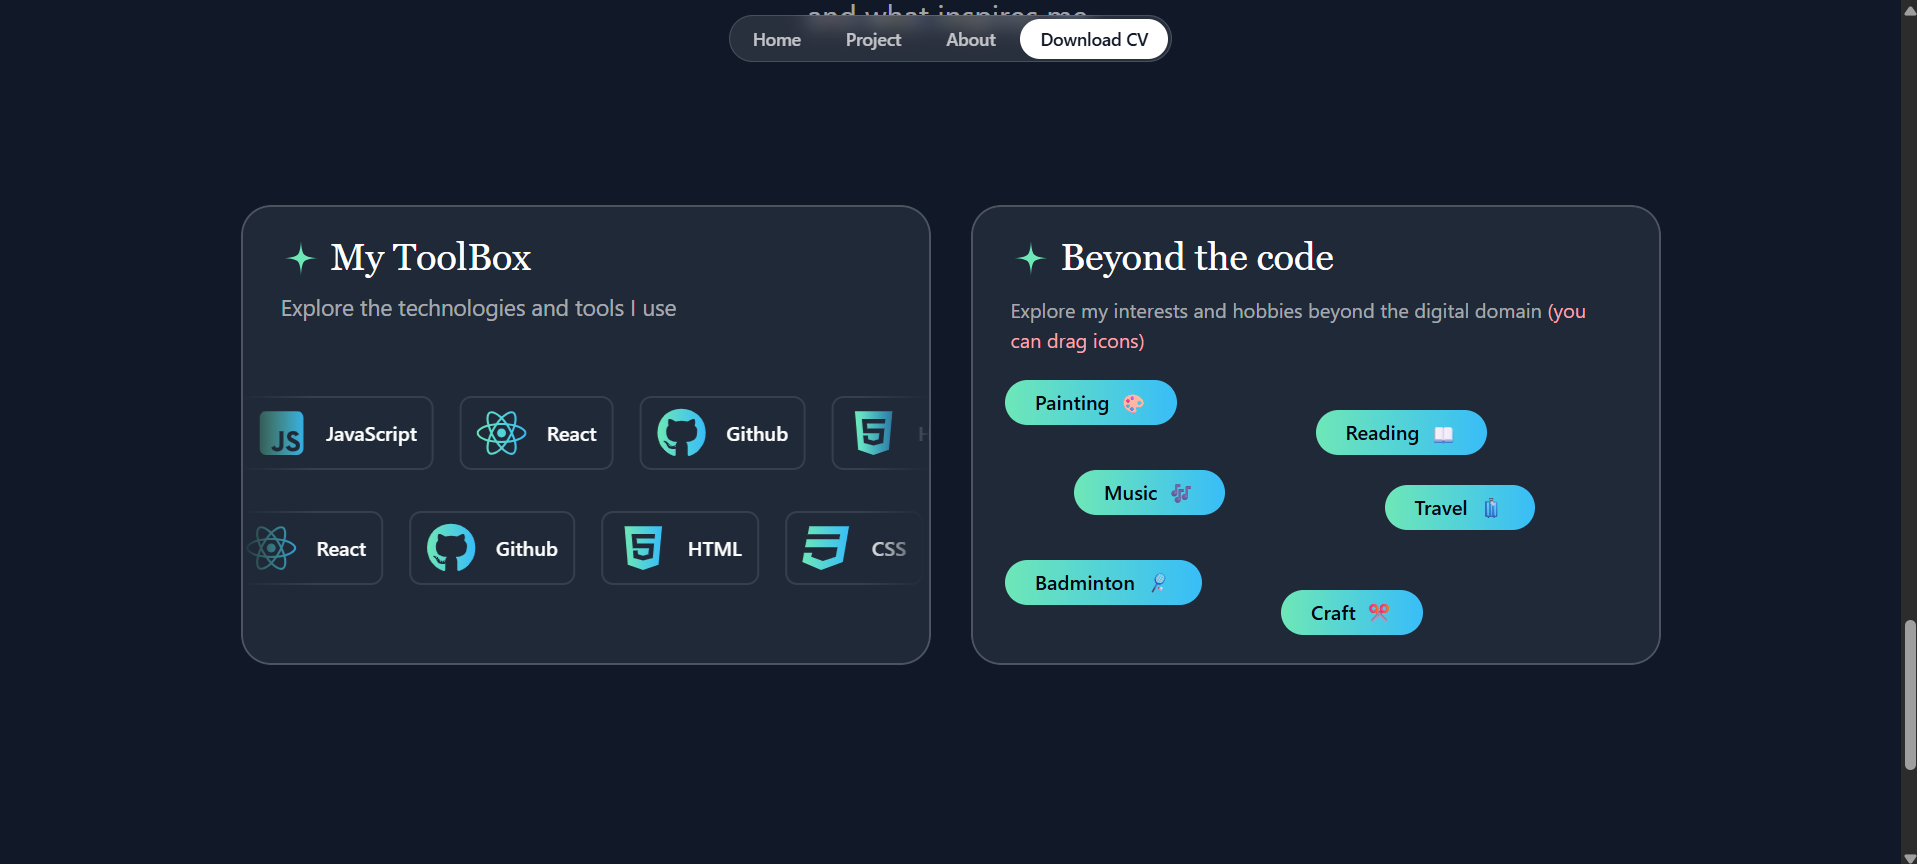 and what inspires me
Home Project About Download CV
My ToolBox
Explore the technologies and tools I use
JS JavaScript React Github
React Github HTML CSS
Beyond the code
Explore my interests and hobbies beyond the digital domain (you
can drag icons)
Painting
Reading
Music
Travel
Badminton
Craft